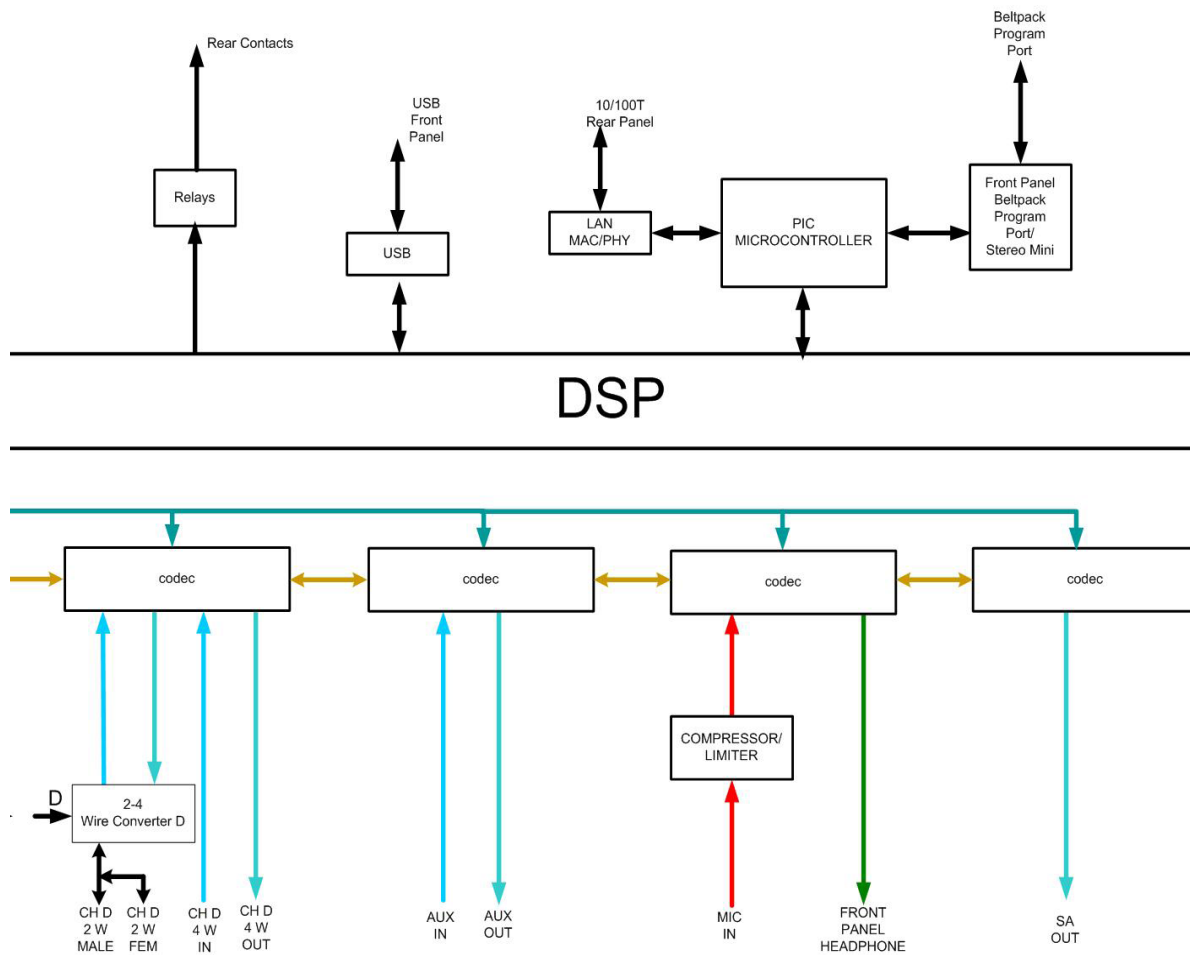 Rear Contacts
USB
Front
Panel
10/100T
Rear Panel
Beltpack
Program
Port
Relays
USB
LAN
MAC/PHY
PIC
MICROCONTROLLER
Front Panel
Beltpack
Program
Port/
Stereo Mini
DSP
codec
codec
codec
codec
COMPRESSOR/
LIMITER
D
2-4
Wire Converter D
CH D
2 W
MALE
CH D
2 W
FEM
CH D
4 W
IN
CH D
4 W
OUT
AUX
IN
AUX
OUT
MIC
IN
FRONT
PANEL
HEADPHONE
SA
OUT